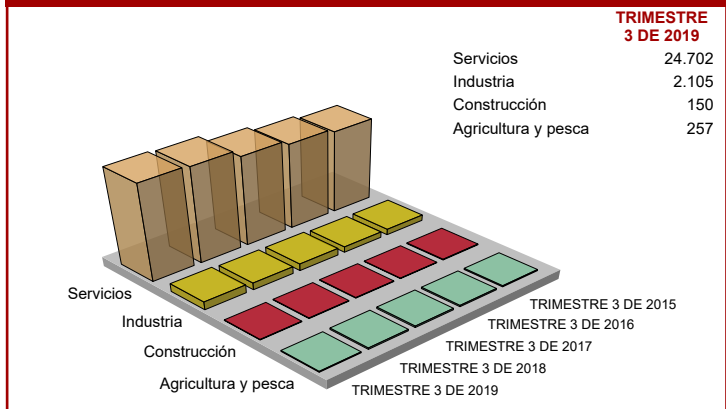 TRIMESTRE
3 DE 2019
Servicios 24.702
Industria 2.105
Construcción 150
Agricultura y pesca 257
Servicios
Industria
Construcción
Agricultura y pesca
TRIMESTRE 3 DE 2015
TRIMESTRE 3 DE 2016
TRIMESTRE 3 DE 2017
TRIMESTRE 3 DE 2018
TRIMESTRE 3 DE 2019